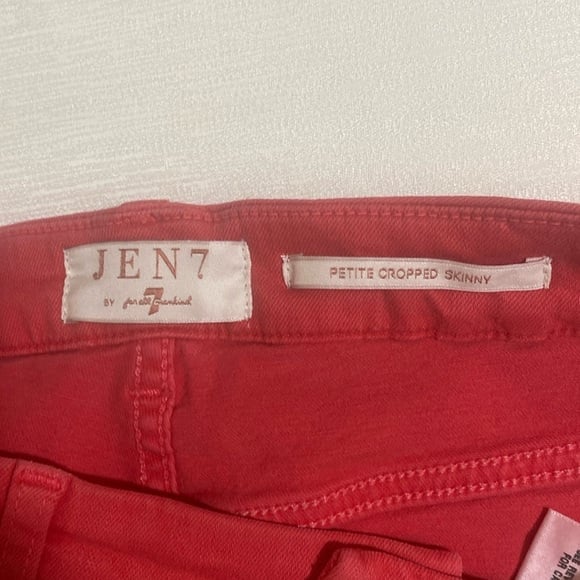 JEN7
BY for all 7 mankind
PETITE CROPPED SKINNY